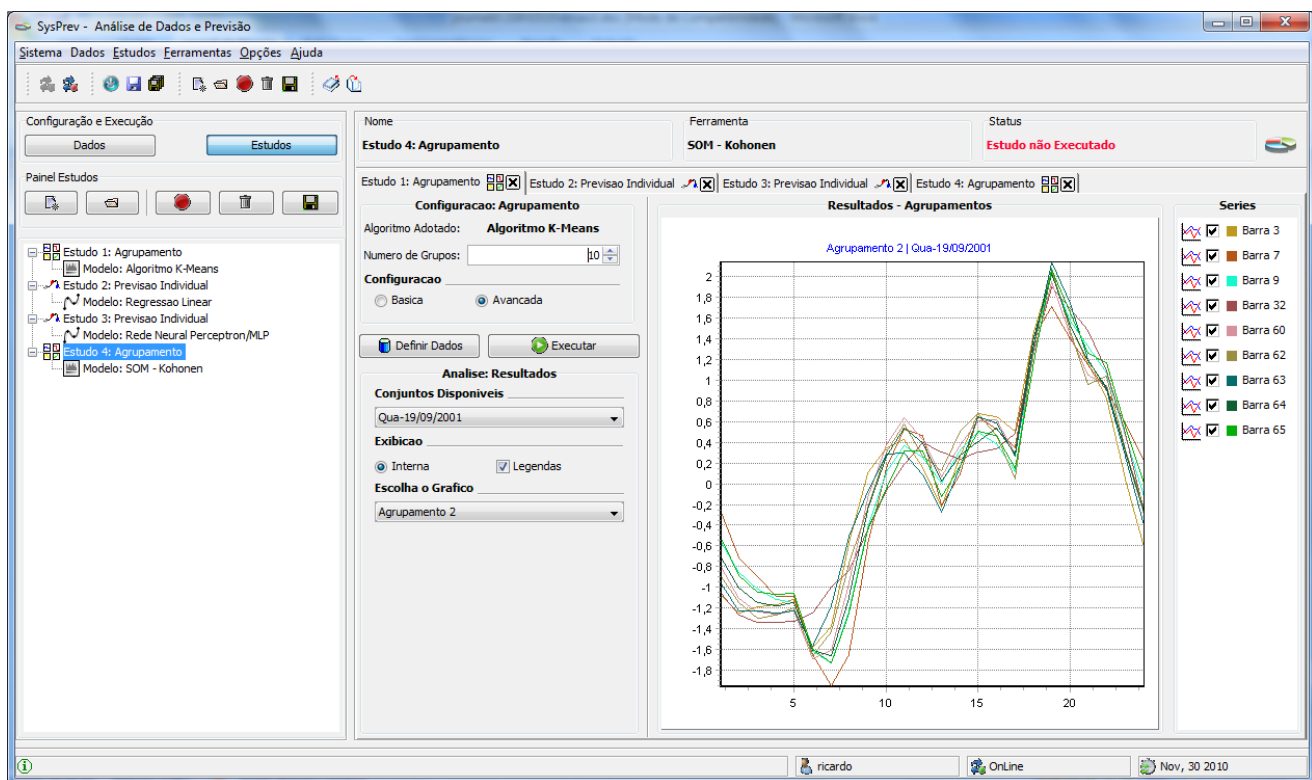 SysPrev - Análise de Dados e Previsão
Sistema Dados Estudos Ferramentas Opções Ajuda
Configuração e Execução
Dados Estudos
Painel Estudos
Estudo 1: Agrupamento
Modelo: Algoritmo K-Means
Estudo 2: Previsao Individual
Modelo: Regressao Linear
Estudo 3: Previsao Individual
Modelo: Rede Neural Perceptron/MLP
Estudo 4: Agrupamento
Modelo: SOM - Kohonen
Nome
Estudo 4: Agrupamento
Ferramenta
SOM - Kohonen
Status
Estudo não Executado
Estudo 1: Agrupamento Estudo 2: Previsao Individual Estudo 3: Previsao Individual Estudo 4: Agrupamento
Configuracao: Agrupamento
Algoritmo Adotado: Algoritmo K-Means
Numero de Grupos: 10
Configuracao
Basica Avancada
Definir Dados Executar
Analise: Resultados
Conjuntos Disponiveis
Qua-19/09/2001
Exibicao
Interna Legendas
Escolha o Grafico
Agrupamento 2
Resultados - Agrupamentos
Agrupamento 2 | Qua-19/09/2001
2
1,8
1,6
1,4
1,2
1
0,8
0,6
0,4
0,2
0
-0,2
-0,4
-0,6
-0,8
-1
-1,2
-1,4
-1,6
-1,8
5 10 15 20
Series
Barra 3
Barra 7
Barra 9
Barra 32
Barra 60
Barra 62
Barra 63
Barra 64
Barra 65
ricardo OnLine Nov, 30 2010